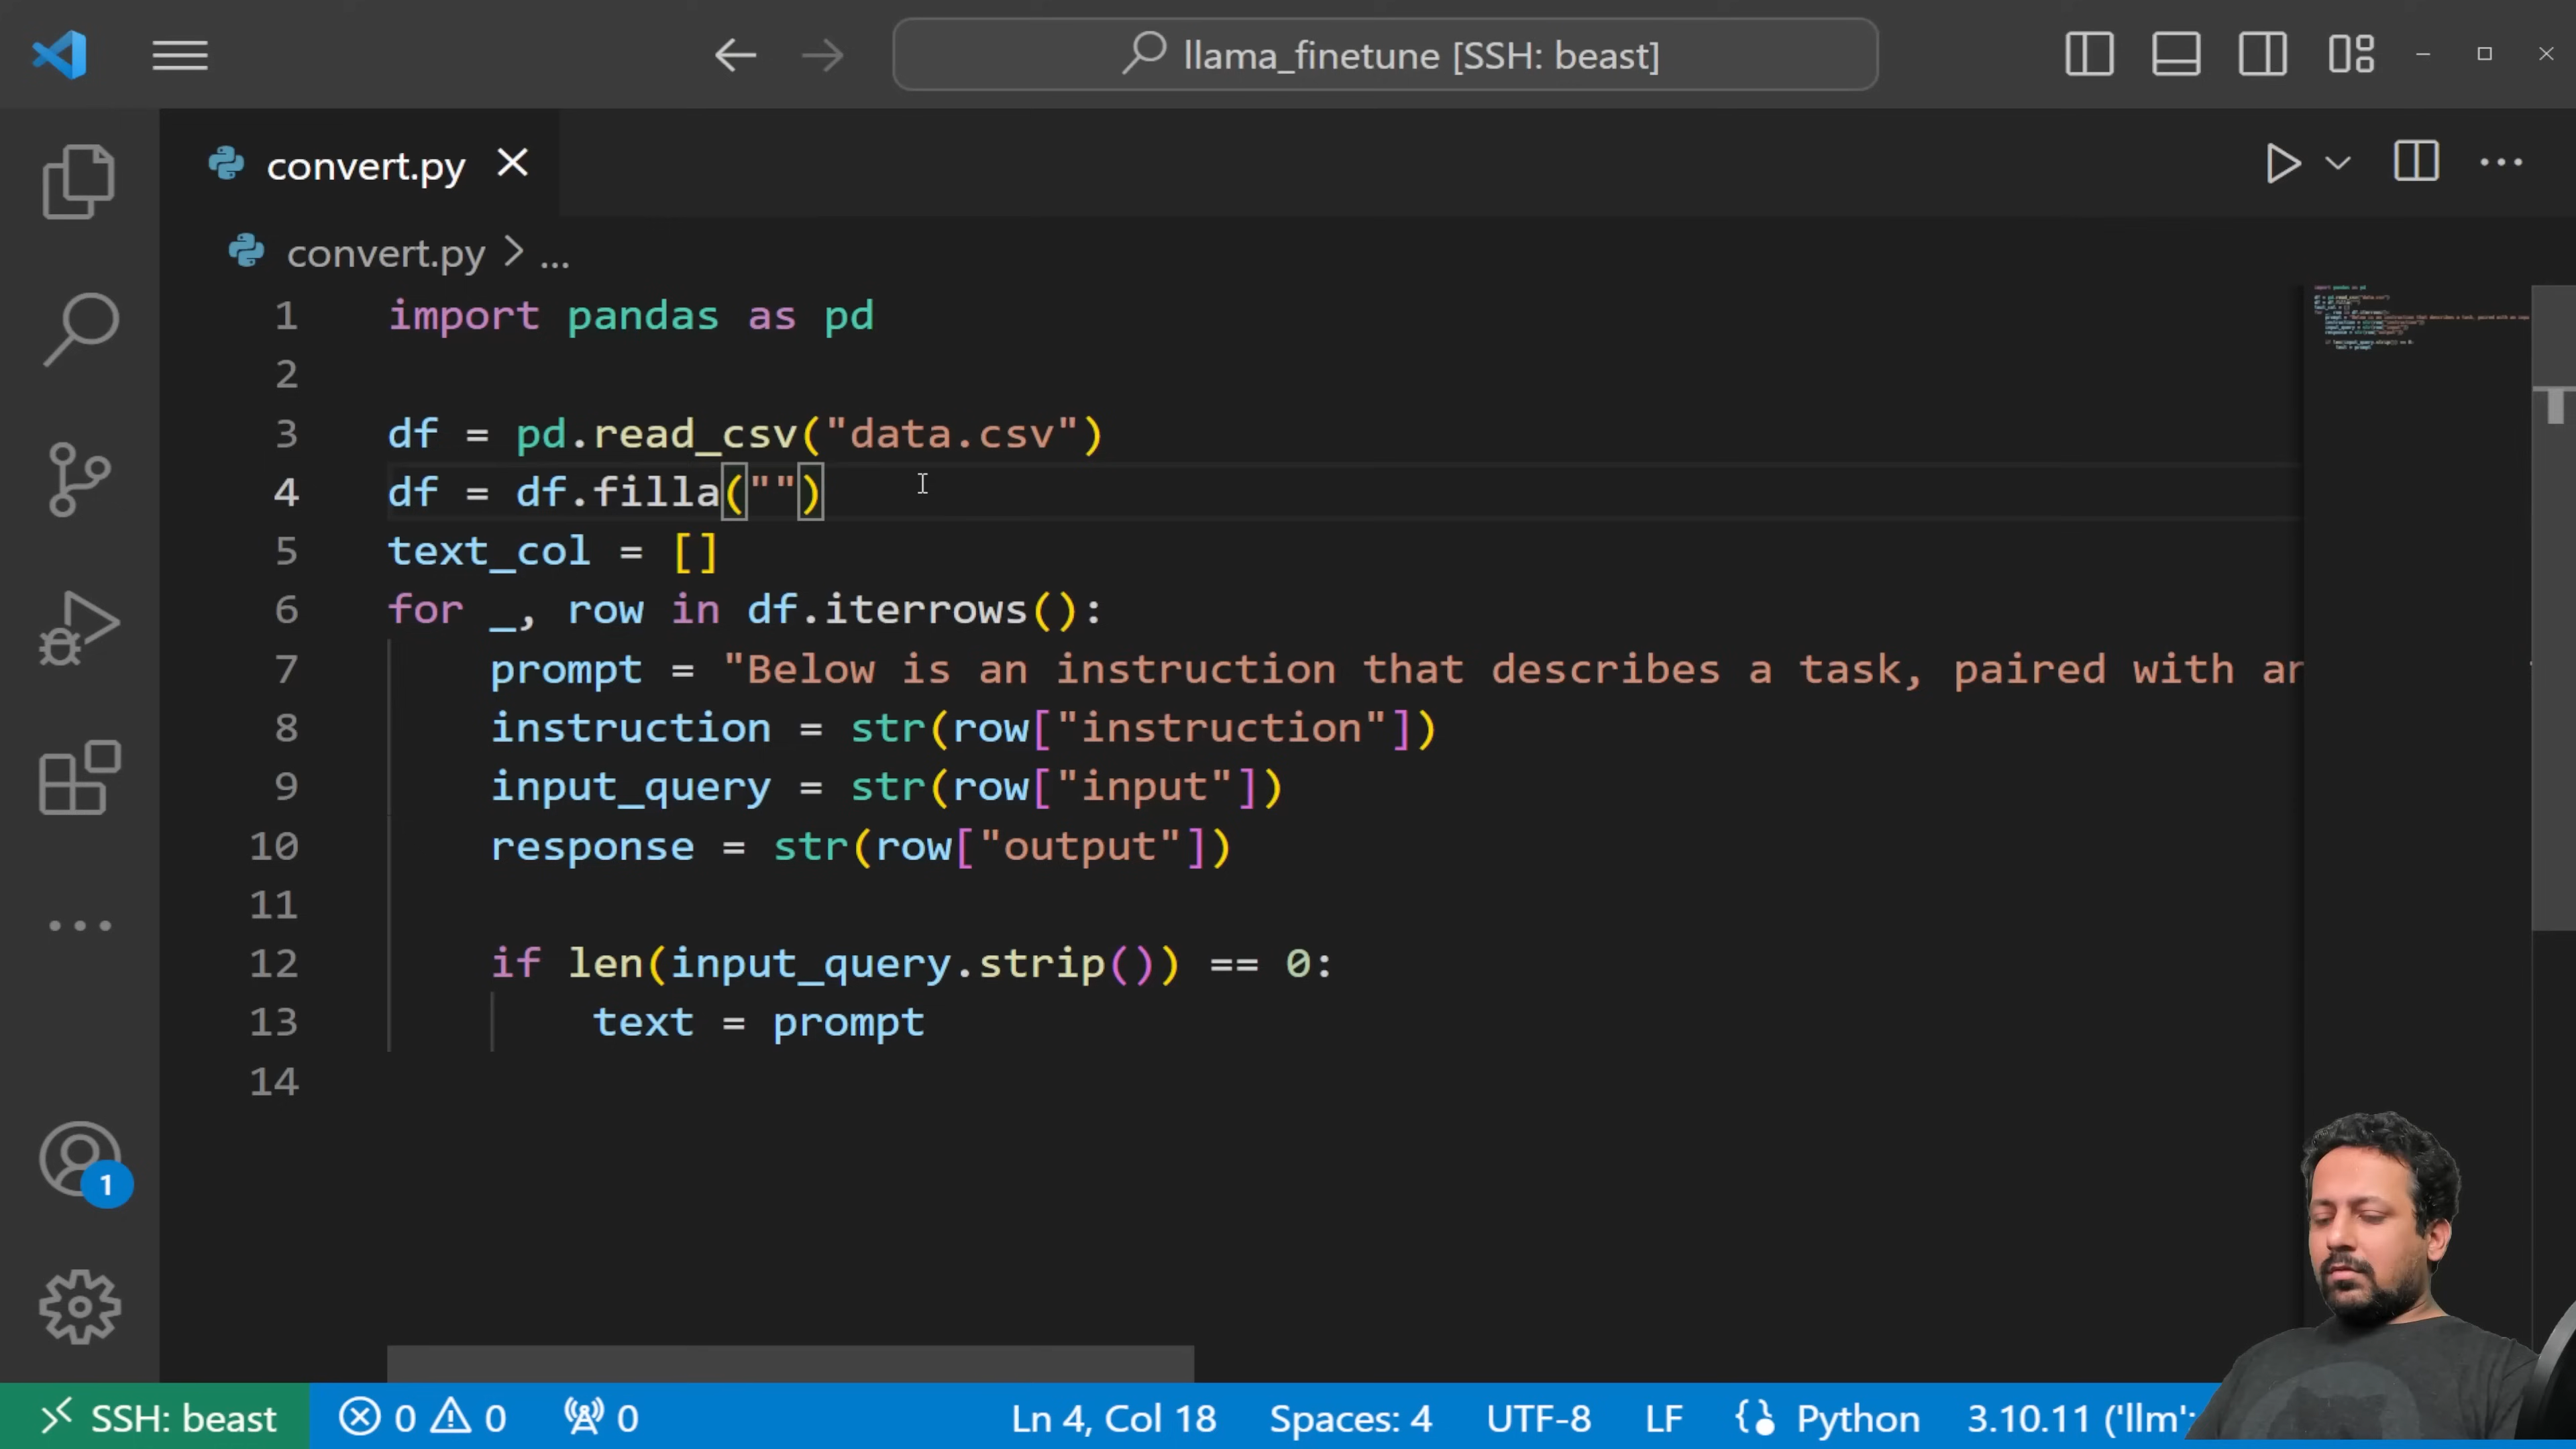 llama_finetune [SSH: beast]
convert.py
convert.py > ...
1 import pandas as pd
2
3 df = pd.read_csv("data.csv")
4 df = df.filla("")
5 text_col = []
6 for _, row in df.iterrows():
7 prompt = "Below is an instruction that describes a task, paired with
8 instruction = str(row["instruction"])
9 input_query = str(row["input"])
10 response = str(row["output"])
11
12 if len(input_query.strip()) == 0:
13 text = prompt
14
1
SSH: beast 0 0 0 Ln 4, Col 18 Spaces: 4 UTF-8 LF Python 3.10.11 ('llm':